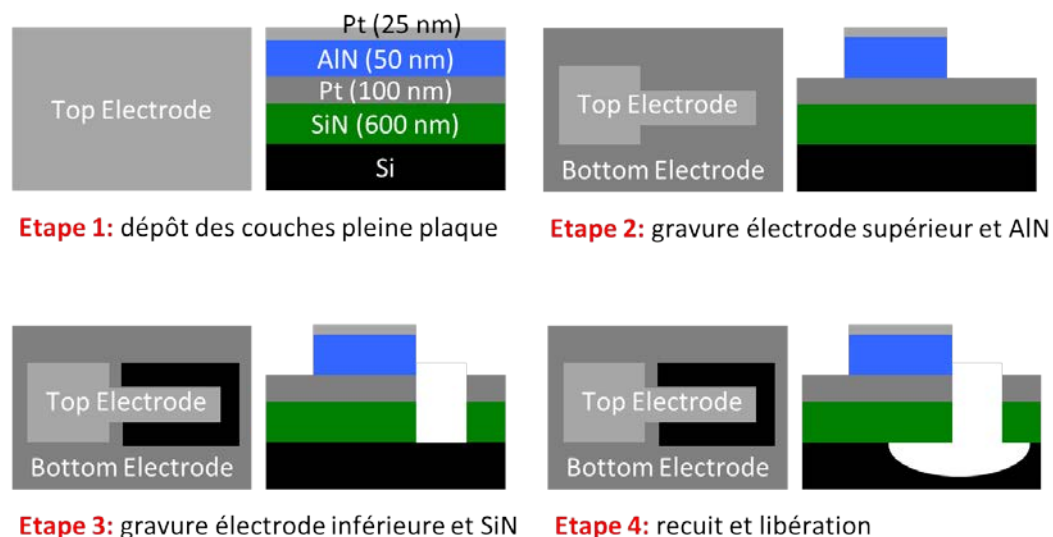 Top Electrode
Pt (25 nm)
AlN (50 nm)
Pt (100 nm)
SiN (600 nm)
Si
Etape 1: dépôt des couches pleine plaque
Top Electrode
Bottom Electrode
Etape 2: gravure électrode supérieur et AlN
Top Electrode
Bottom Electrode
Etape 3: gravure électrode inférieure et SiN
Top Electrode
Bottom Electrode
Etape 4: recuit et libération